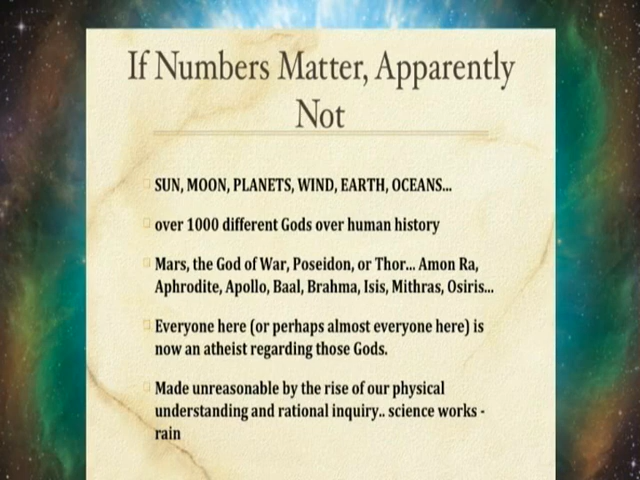 If Numbers Matter, Apparently
Not
SUN, MOON, PLANETS, WIND, EARTH, OCEANS...
over 1000 different Gods over human history
Mars, the God of War, Poseidon, or Thor... Amon Ra,
Aphrodite, Apollo, Baal, Brahma, Isis, Mithras, Osiris...
Everyone here (or perhaps almost everyone here) is
now an atheist regarding those Gods.
Made unreasonable by the rise of our physical
understanding and rational inquiry.. science works -
rain